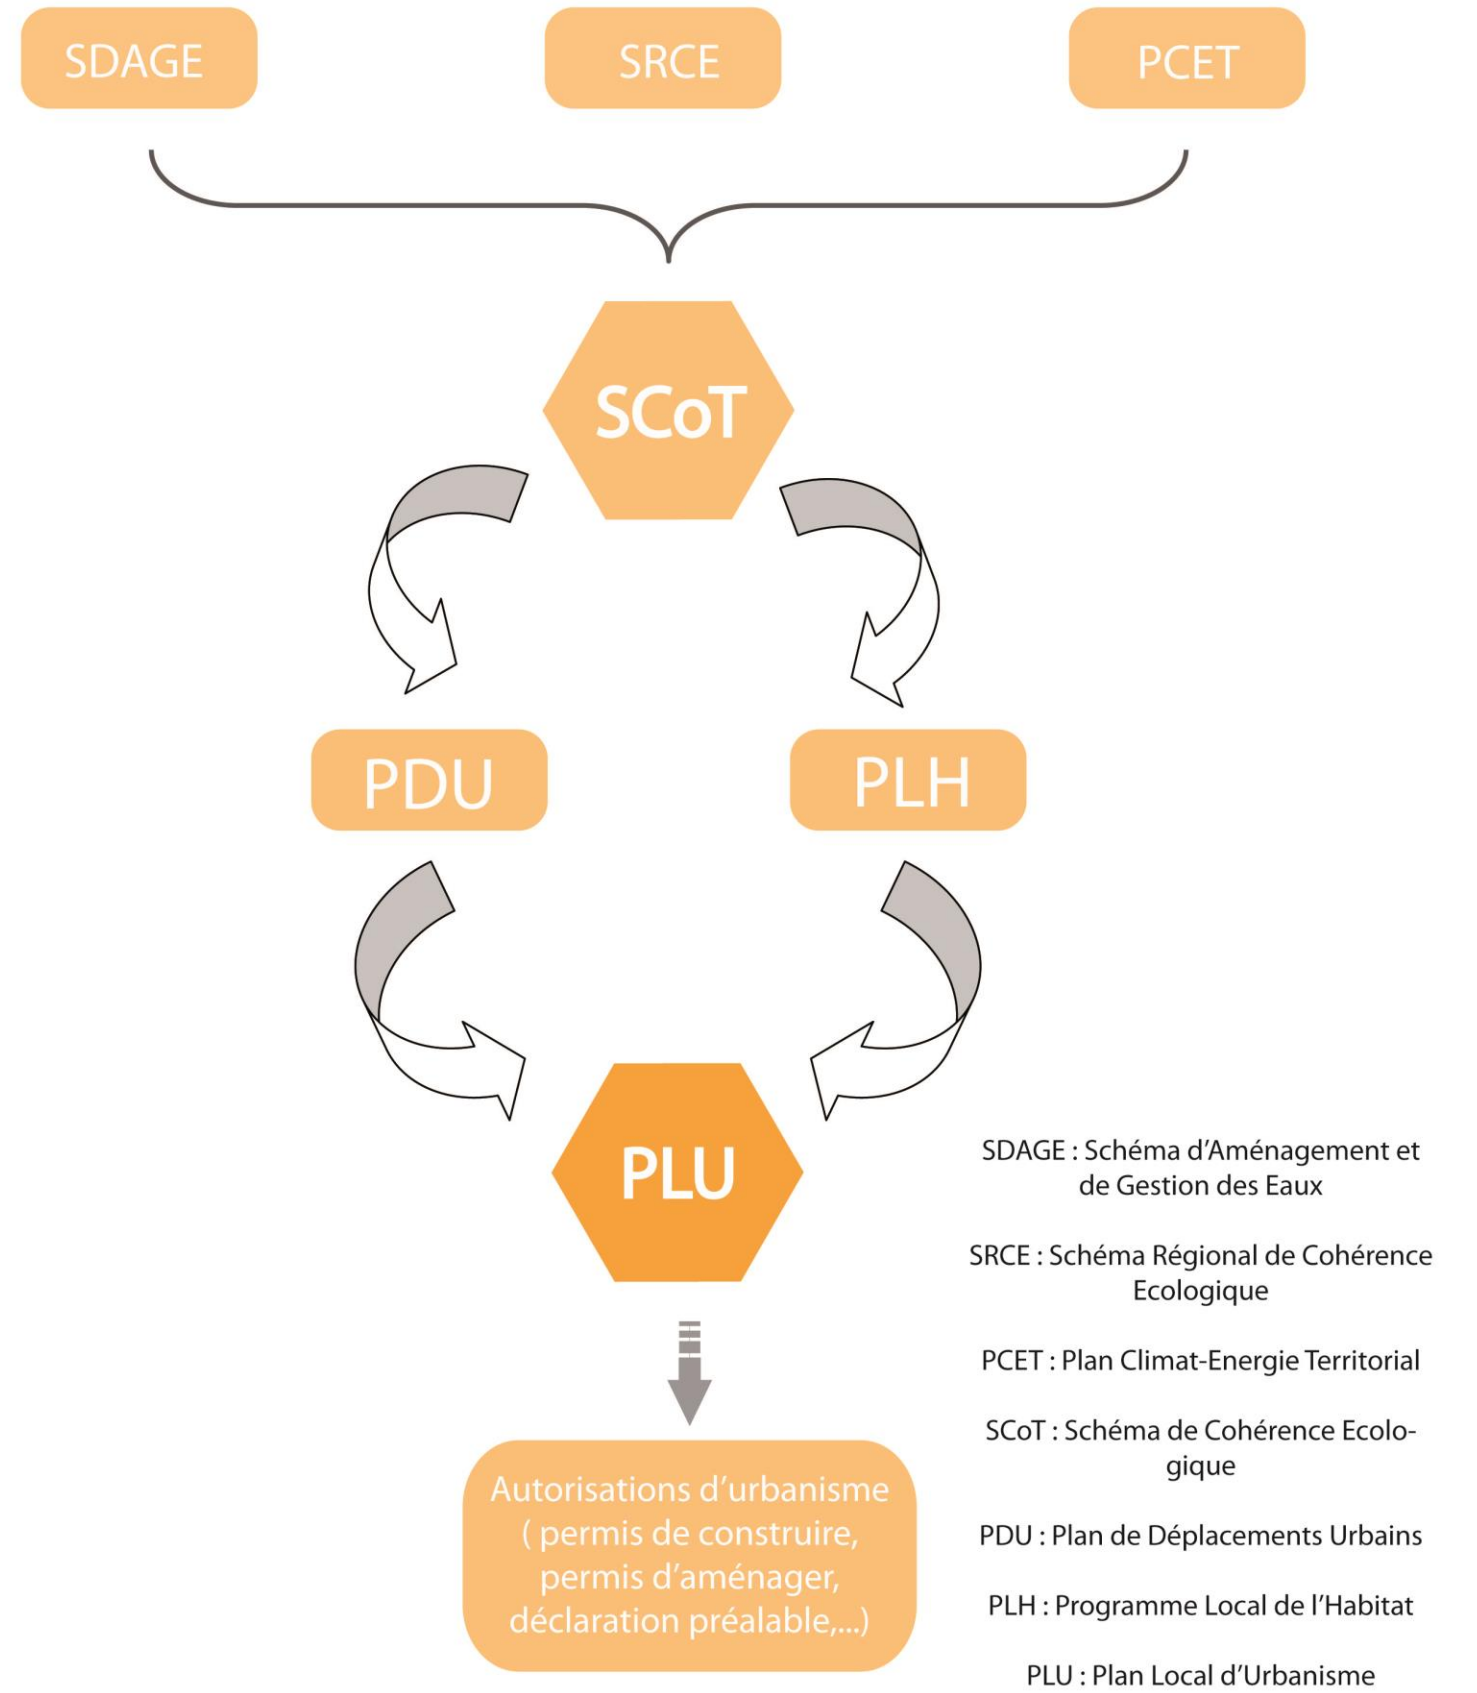 SDAGE
SRCE
PCET
SCoT
PDU
PLH
PLU
Autorisations d’urbanisme
( permis de construire,
permis d’aménager,
déclaration préalable,...)
SDAGE : Schéma d’Aménagement et
de Gestion des Eaux
SRCE : Schéma Régional de Cohérence
Ecologique
PCET : Plan Climat-Energie Territorial
SCoT : Schéma de Cohérence Ecolo-
gique
PDU : Plan de Déplacements Urbains
PLH : Programme Local de l’Habitat
PLU : Plan Local d’Urbanisme